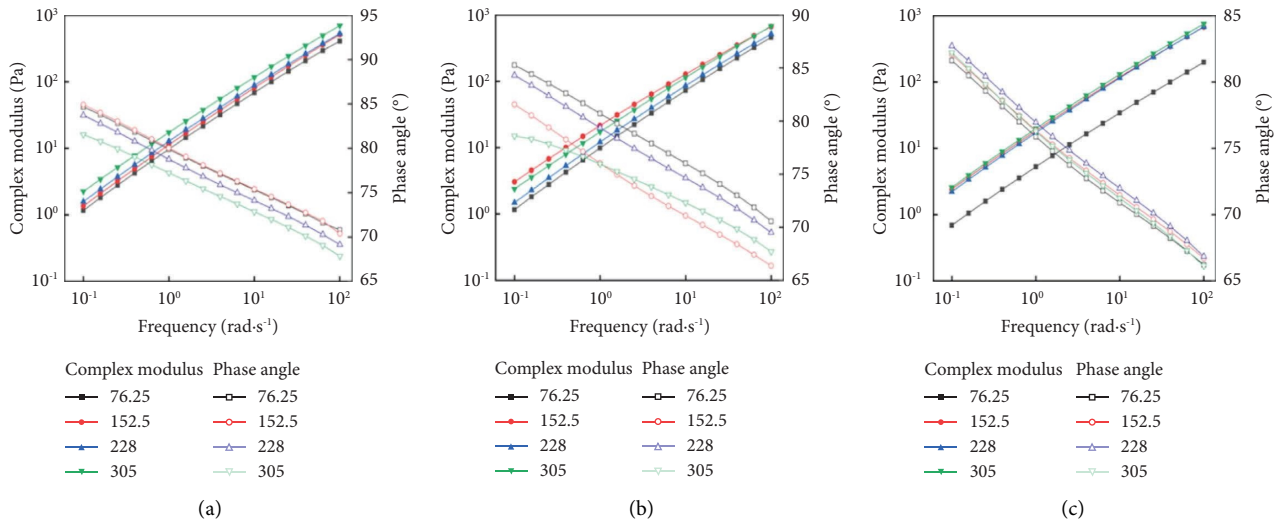 10³ 95 10³ 90 10³ 85
90
10² 85 10² 85 10² 80
85 80
10¹ 80 10¹ 10¹ 75
75
75
10⁰ 10⁰ 70 10⁰ 70
70
10⁻¹ 65 10⁻¹ 65 10⁻¹ 65
Complex modulus (Pa) Phase angle (°) Complex modulus (Pa) Phase angle (°) Complex modulus (Pa) Phase angle (°)
10⁻¹ 10⁰ 10¹ 10² 10⁻¹ 10⁰ 10¹ 10² 10⁻¹ 10⁰ 10¹ 10²
Frequency (rad·s⁻¹) Frequency (rad·s⁻¹) Frequency (rad·s⁻¹)
Complex modulus Phase angle Complex modulus Phase angle Complex modulus Phase angle
76.25 76.25 76.25 76.25 76.25 76.25
152.5 152.5 152.5 152.5 152.5 152.5
228 228 228 228 228 228
305 305 305 305 305 305
(a) (b) (c)